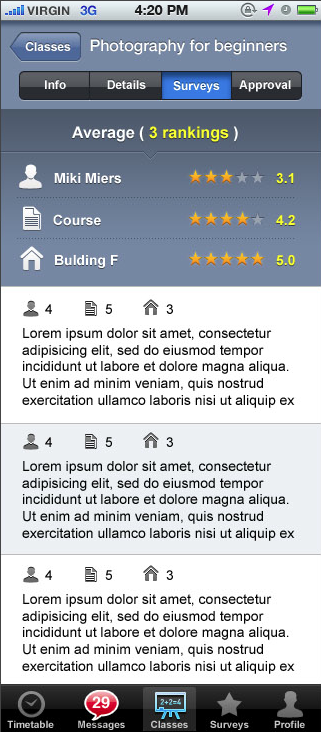 VIRGIN 3G 4:20 PM
Classes Photography for beginners
Info Details Surveys Approval
Average ( 3 rankings )
Miki Miers 3.1
Course 4.2
Bulding F 5.0
4 5 3
Lorem ipsum dolor sit amet, consectetur
adipisicing elit, sed do eiusmod tempor
incididunt ut labore et dolore magna aliqua.
Ut enim ad minim veniam, quis nostrud
exercitation ullamco laboris nisi ut aliquip ex
4 5 3
Lorem ipsum dolor sit amet, consectetur
adipisicing elit, sed do eiusmod tempor
incididunt ut labore et dolore magna aliqua.
Ut enim ad minim veniam, quis nostrud
exercitation ullamco laboris nisi ut aliquip ex
4 5 3
Lorem ipsum dolor sit amet, consectetur
adipisicing elit, sed do eiusmod tempor
incididunt ut labore et dolore magna aliqua.
Ut enim ad minim veniam, quis nostrud
exercitation ullamco laboris nisi ut aliquip ex
29 2+2=4
Timetable Messages Classes Surveys Profile